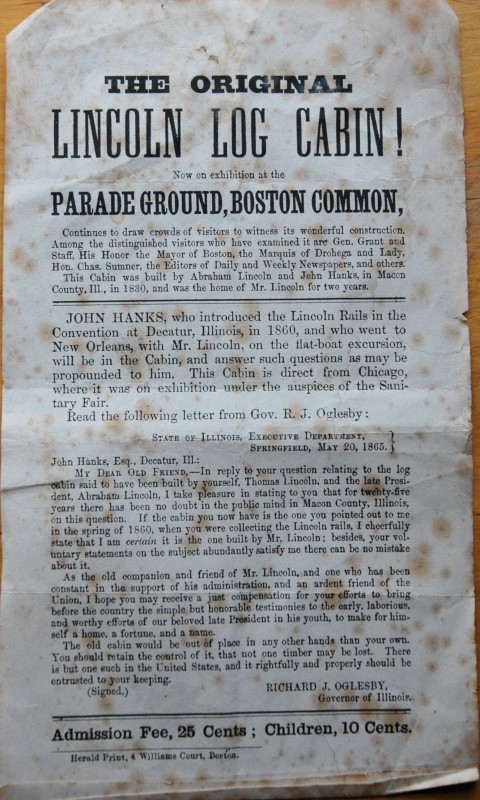 THE ORIGINAL
LINCOLN LOG CABIN!
Now on exhibition at the
PARADE GROUND, BOSTON COMMON,
Continues to draw crowds of visitors to witness its wonderful construction.
Among the distinguished visitors who have examined it are Gen. Grant and
Staff, His Honor the Mayor of Boston, the Marquis of Drohega and Lady,
Hon. Chas. Sumner, the Editors of Daily and Weekly Newspapers, and others.
This Cabin was built by Abraham Lincoln and John Hanks, in Macon
County, Ill., in 1830, and was the home of Mr. Lincoln for two years.
JOHN HANKS, who introduced the Lincoln Rails in the
Convention at Decatur, Illinois, in 1860, and who went to
New Orleans, with Mr. Lincoln, on the flat-boat excursion,
will be in the Cabin, and answer such questions as may be
propounded to him. This Cabin is direct from Chicago,
where it was on exhibition under the auspices of the Sani-
tary Fair.
Read the following letter from Gov. R. J. Oglesby:
STATE OF ILLINOIS, EXECUTIVE DEPARTMENT,
SPRINGFIELD, MAY 20, 1865.
John Hanks, Esq., Decatur, Ill.:
MY DEAR OLD FRIEND,—In reply to your question relating to the log
cabin said to have been built by yourself, Thomas Lincoln, and the late Presi-
dent, Abraham Lincoln, I take pleasure in stating to you that for twenty-five
years there has been no doubt in the public mind in Macon County, Illinois,
on this question. If the cabin you now have is the one you pointed out to me
in the spring of 1860, when you were collecting the Lincoln rails, I cheerfully
state that I am certain it is the one built by Mr. Lincoln; besides, your vol-
untary statements on the subject abundantly satisfy me there can be no mistake
about it.
As the old companion and friend of Mr. Lincoln, and one who has been
constant in the support of his administration, and an ardent friend of the
Union, I hope you may receive a just compensation for your efforts to bring
before the country the simple but honorable testimonies to the early, laborious,
and worthy efforts of our beloved late President in his youth, to make for him-
self a home, a fortune, and a name.
The old cabin would be out of place in any other hands than your own.
You should retain the control of it, that not one timber may be lost. There
is but one such in the United States, and it rightfully and properly should be
entrusted to your keeping.
(Signed.) RICHARD J. OGLESBY,
Governor of Illinois.
Admission Fee, 25 Cents; Children, 10 Cents.
Herald Print, 4 Williams Court, Boston.